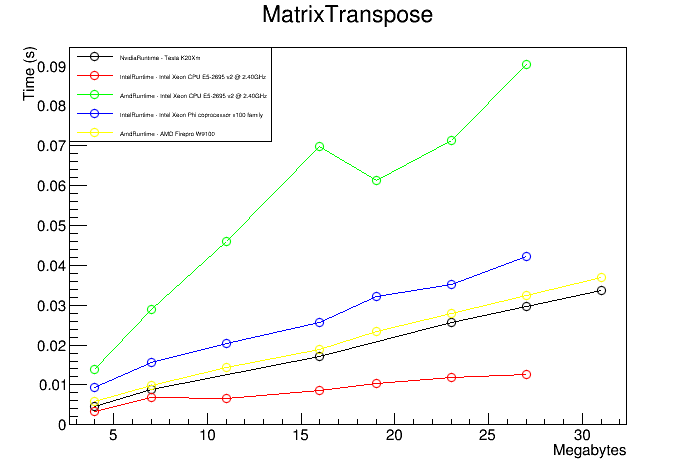 MatrixTranspose
Time (s)
NvidiaRuntime - Tesla K20Xm
IntelRuntime - Intel Xeon CPU E5-2695 v2 @ 2.40GHz
AmdRuntime - Intel Xeon CPU E5-2695 v2 @ 2.40GHz
IntelRuntime - Intel Xeon Phi coprocessor x100 family
AmdRuntime - AMD Firepro W9100
0.09
0.08
0.07
0.06
0.05
0.04
0.03
0.02
0.01
0
5 10 15 20 25 30
Megabytes